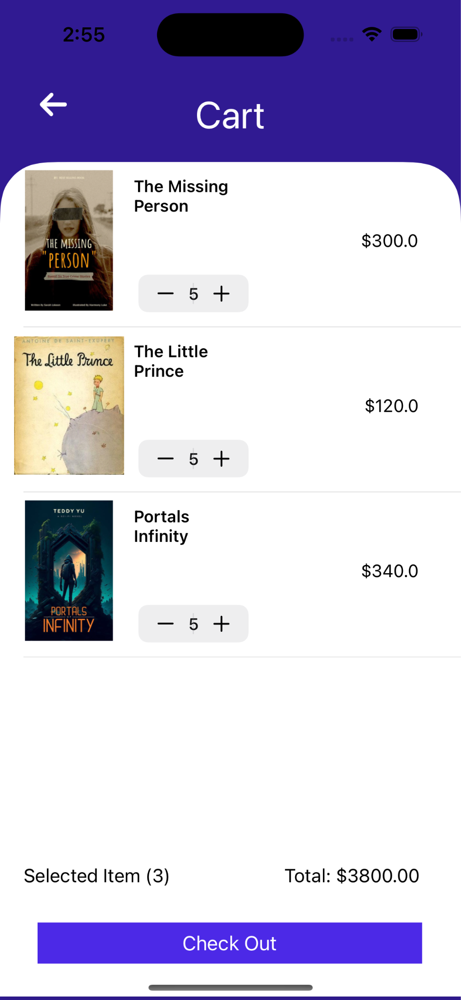 2:55
Cart
MY BEST SELLING BOOK
THE MISSING
"PERSON"
Based On True Crime Stories
Written By Sarah Lokson
Illustrated By Harmony Luke
The Missing
Person
$300.0
5
ANTOINE DE SAINT-EXUPERY
The Little Prince
The Little
Prince
$120.0
5
TEDDY YU
A SCI-FI NOVEL
PORTALS
OF
INFINITY
Portals
Infinity
$340.0
5
Selected Item (3)
Total: $3800.00
Check Out